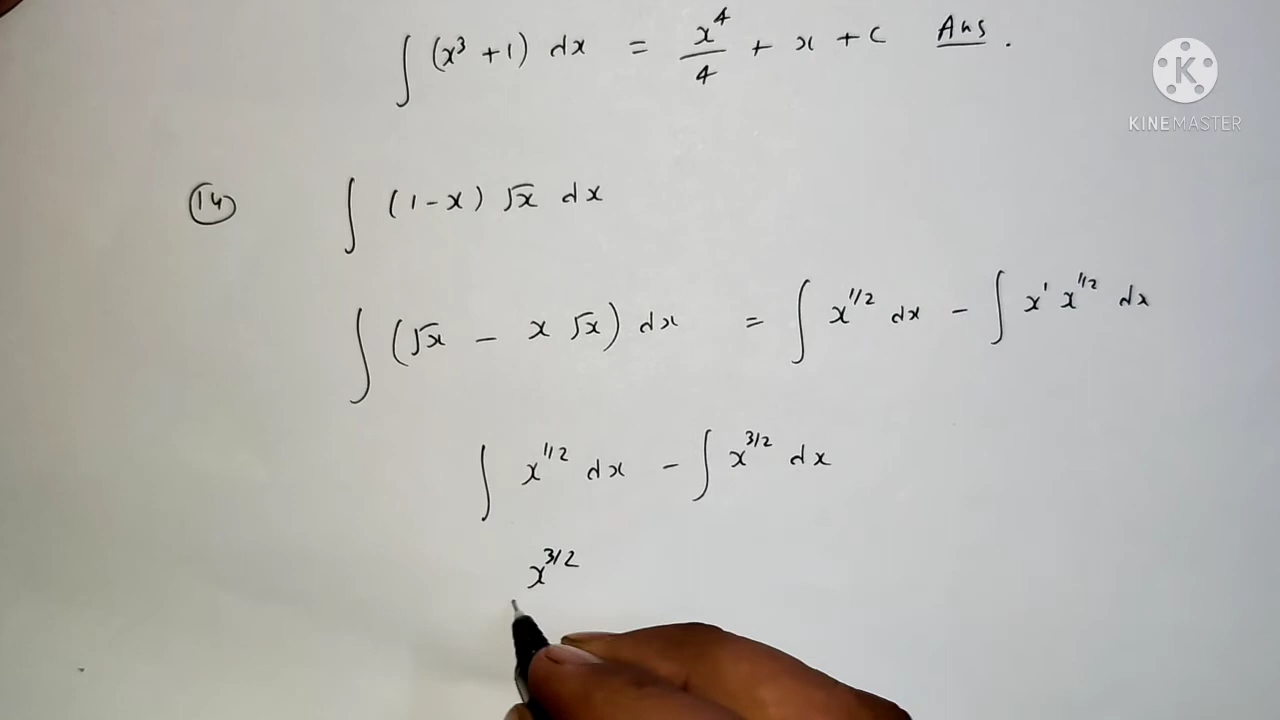 ∫ (x³ + 1) dx = x⁴/4 + x + c Ans.
K
KINEMASTER
(14) ∫ (1 - x) √x dx
∫ (√x - x √x) dx = ∫ x^1/2 dx - ∫ x¹ x^1/2 dx
∫ x^1/2 dx - ∫ x^3/2 dx
x^3/2